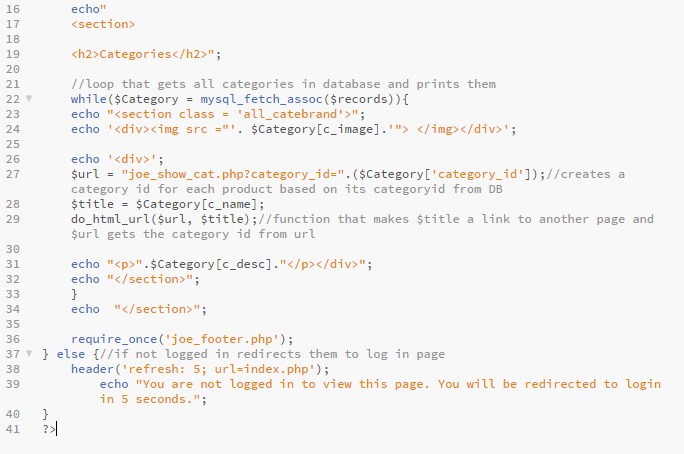 16 echo"
17 <section>
18
19 <h2>Categories</h2>";
20
21 //loop that gets all categories in database and prints them
22 while($Category = mysql_fetch_assoc($records)){
23 echo "<section class = 'all_catebrand'>";
24 echo '<div><img src ="'. $Category[c_image].'"> </img></div>';
25
26 echo '<div>';
27 $url = "joe_show_cat.php?category_id=".($Category['category_id']);//creates a
category id for each product based on its categoryid from DB
28 $title = $Category[c_name];
29 do_html_url($url, $title);//function that makes $title a link to another page and
$url gets the category id from url
30
31 echo "<p>".$Category[c_desc]."</p></div>";
32 echo "</section>";
33 }
34 echo  "</section>";
35
36 require_once('joe_footer.php');
37 } else {//if not logged in redirects them to log in page
38 header('refresh: 5; url=index.php');
39 echo "You are not logged in to view this page. You will be redirected to login
in 5 seconds.";
40 }
41 ?>